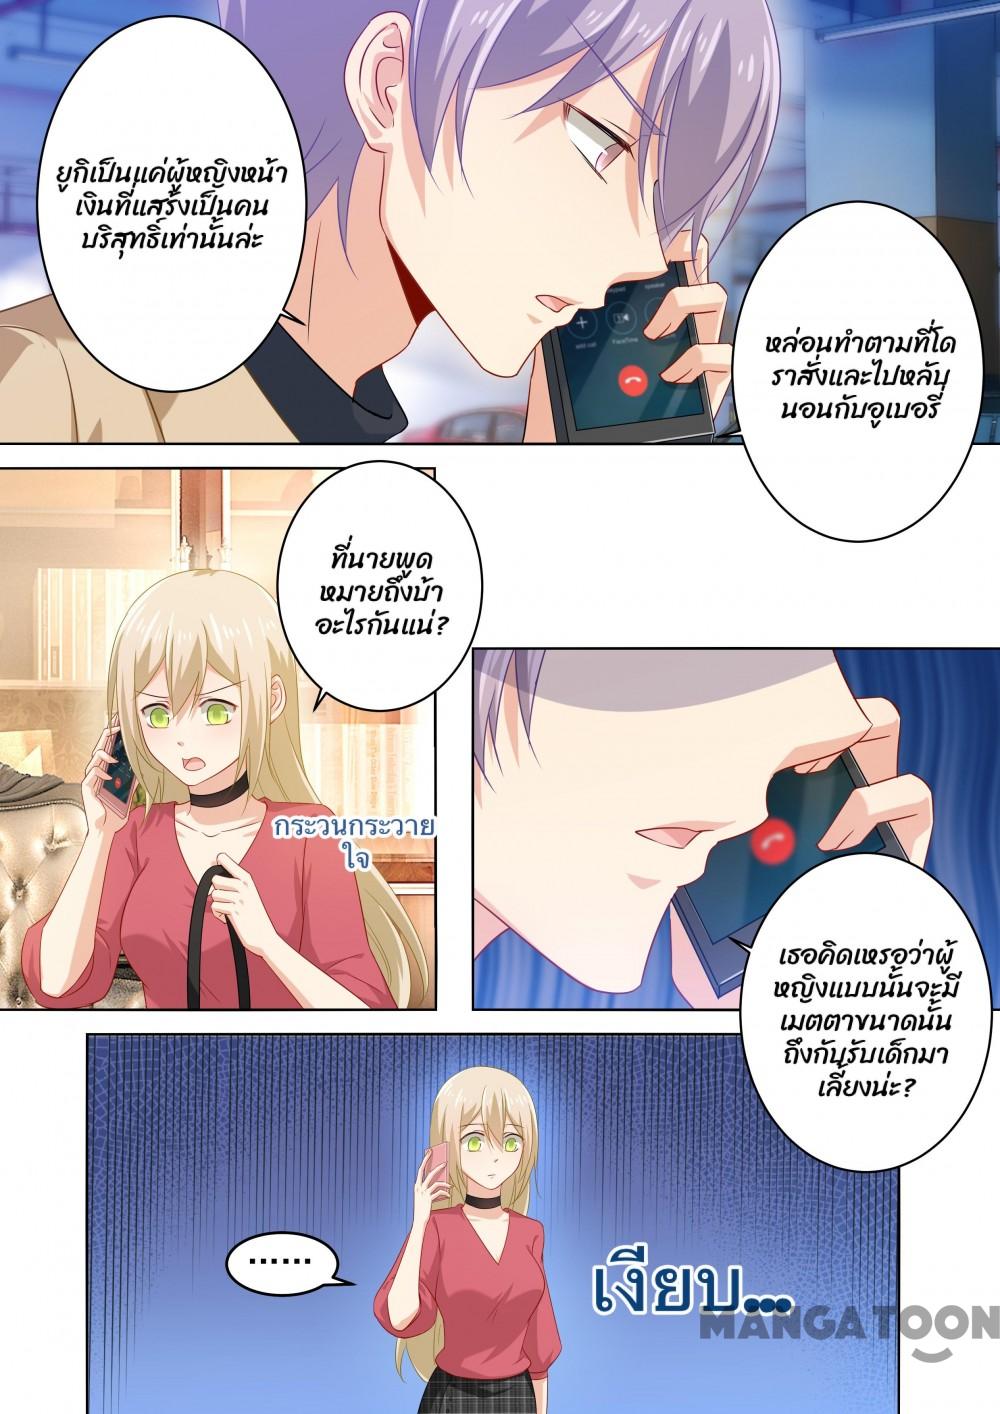 ยูกิเป็นแค่ผู้หญิงหน้า
เงินที่แสร้งเป็นคน
บริสุทธิ์เท่านั้นล่ะ
หล่อนทำตามที่โด
ราสั่งและไปหลับ
นอนกับอูเบอรี่
add call
FaceTime
ที่นายพูด
หมายถึงบ้า
อะไรกันแน่?
กระวนกระวาย
ใจ
เธอคิดเหรอว่าผู้
หญิงแบบนั้นจะมี
เมตตาขนาดนั้น
ถึงกับรับเด็กมา
เลี้ยงน่ะ?
......
เงียบ...
MANGATOON